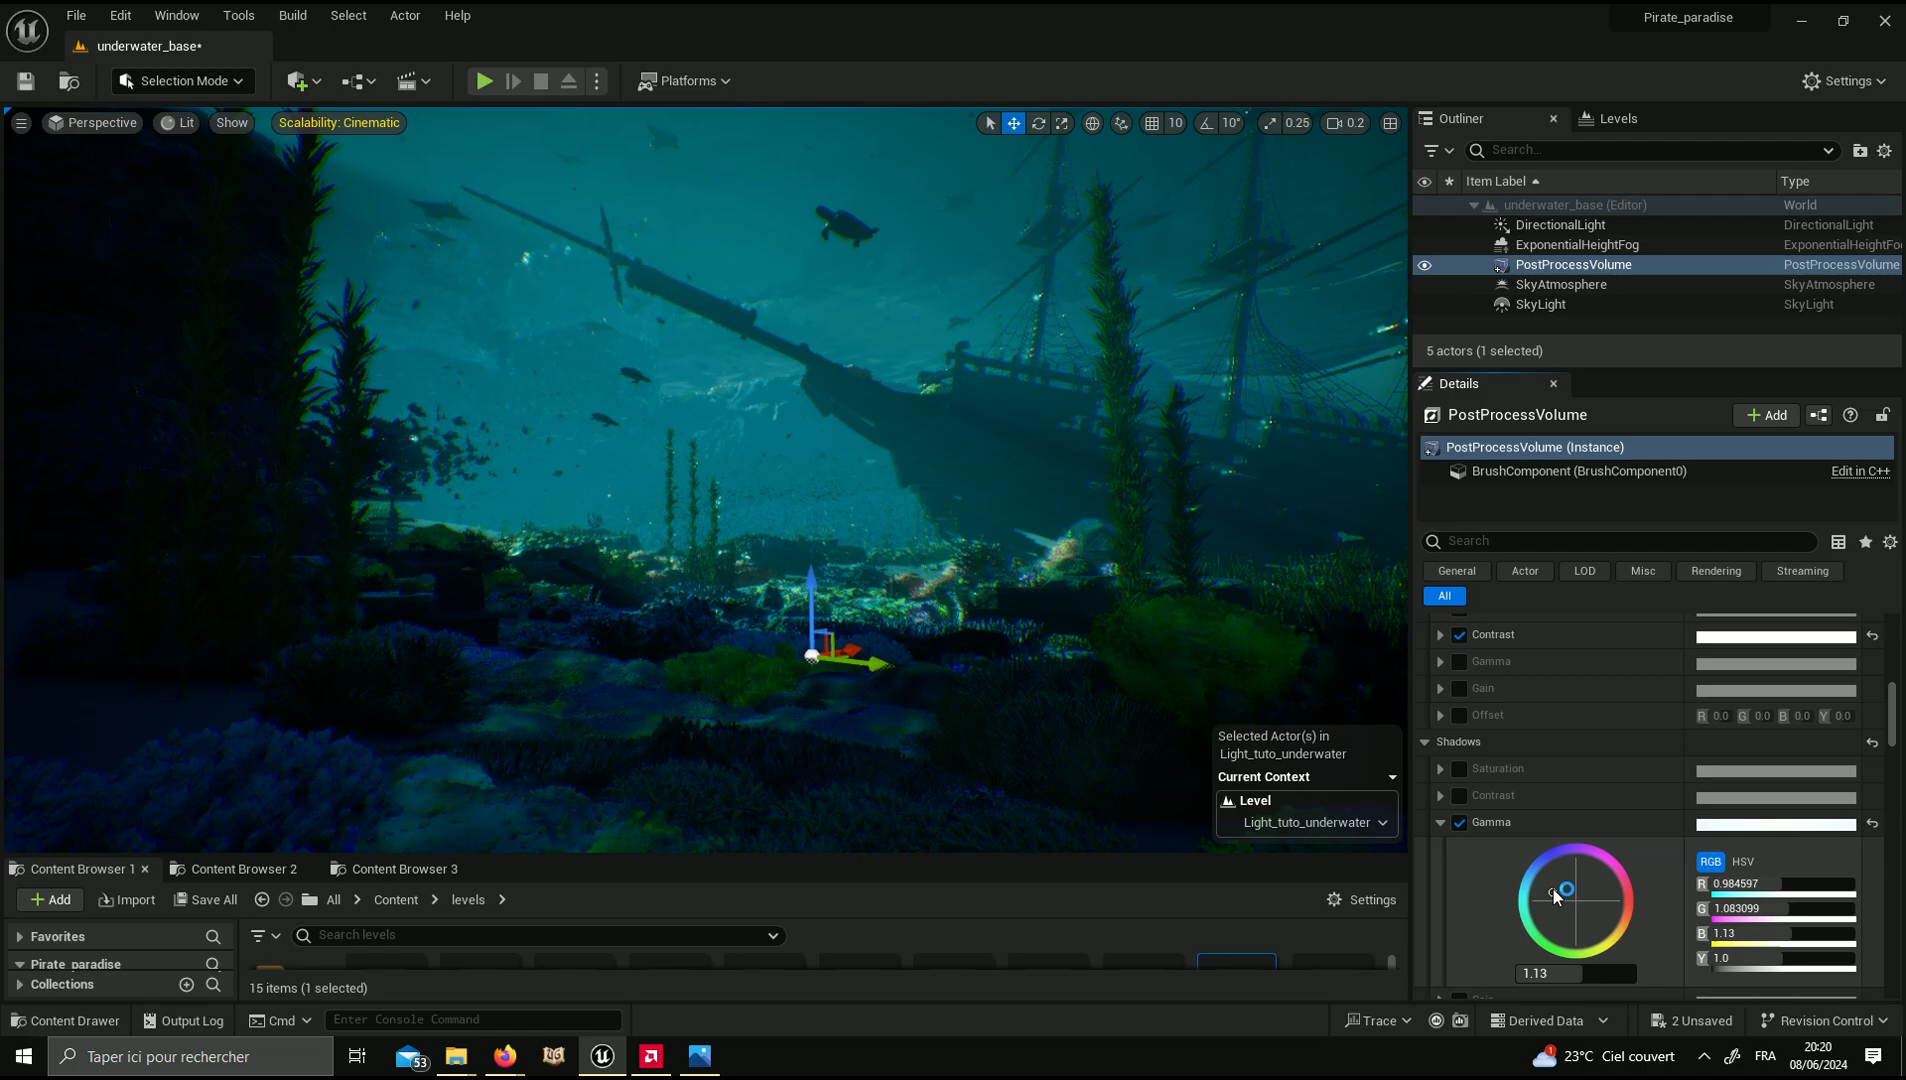 File Edit Window Tools Build Select Actor Help
Pirate_paradise
underwater_base*
Selection Mode
Platforms
Settings
Perspective
Lit
Show
Scalability: Cinematic
10
10°
0.25
0.2
Outliner
Levels
Search...
Item Label
Type
underwater_base (Editor)
World
DirectionalLight
DirectionalLight
ExponentialHeightFog
ExponentialHeightFo
PostProcessVolume
PostProcessVolume
SkyAtmosphere
SkyAtmosphere
SkyLight
SkyLight
5 actors (1 selected)
Details
PostProcessVolume
Add
PostProcessVolume (Instance)
BrushComponent (BrushComponent0)
Edit in C++
Search
General
Actor
LOD
Misc
Rendering
Streaming
All
Contrast
Gamma
Gain
Offset
R 0.0 G 0.0 B 0.0 Y 0.0
Shadows
Saturation
Contrast
Gamma
RGB HSV
R 0.984597
G 1.083099
B 1.13
Y 1.0
1.13
Selected Actor(s) in
Light_tuto_underwater
Current Context
Level
Light_tuto_underwater
Content Browser 1
Content Browser 2
Content Browser 3
Add
Import
Save All
All
Content
levels
Settings
Favorites
Search levels
Pirate_paradise
Collections
15 items (1 selected)
Content Drawer
Output Log
Cmd
Enter Console Command
Trace
Derived Data
2 Unsaved
Revision Control
Taper ici pour rechercher
53
1
23°C Ciel couvert
FRA
20:20
08/06/2024